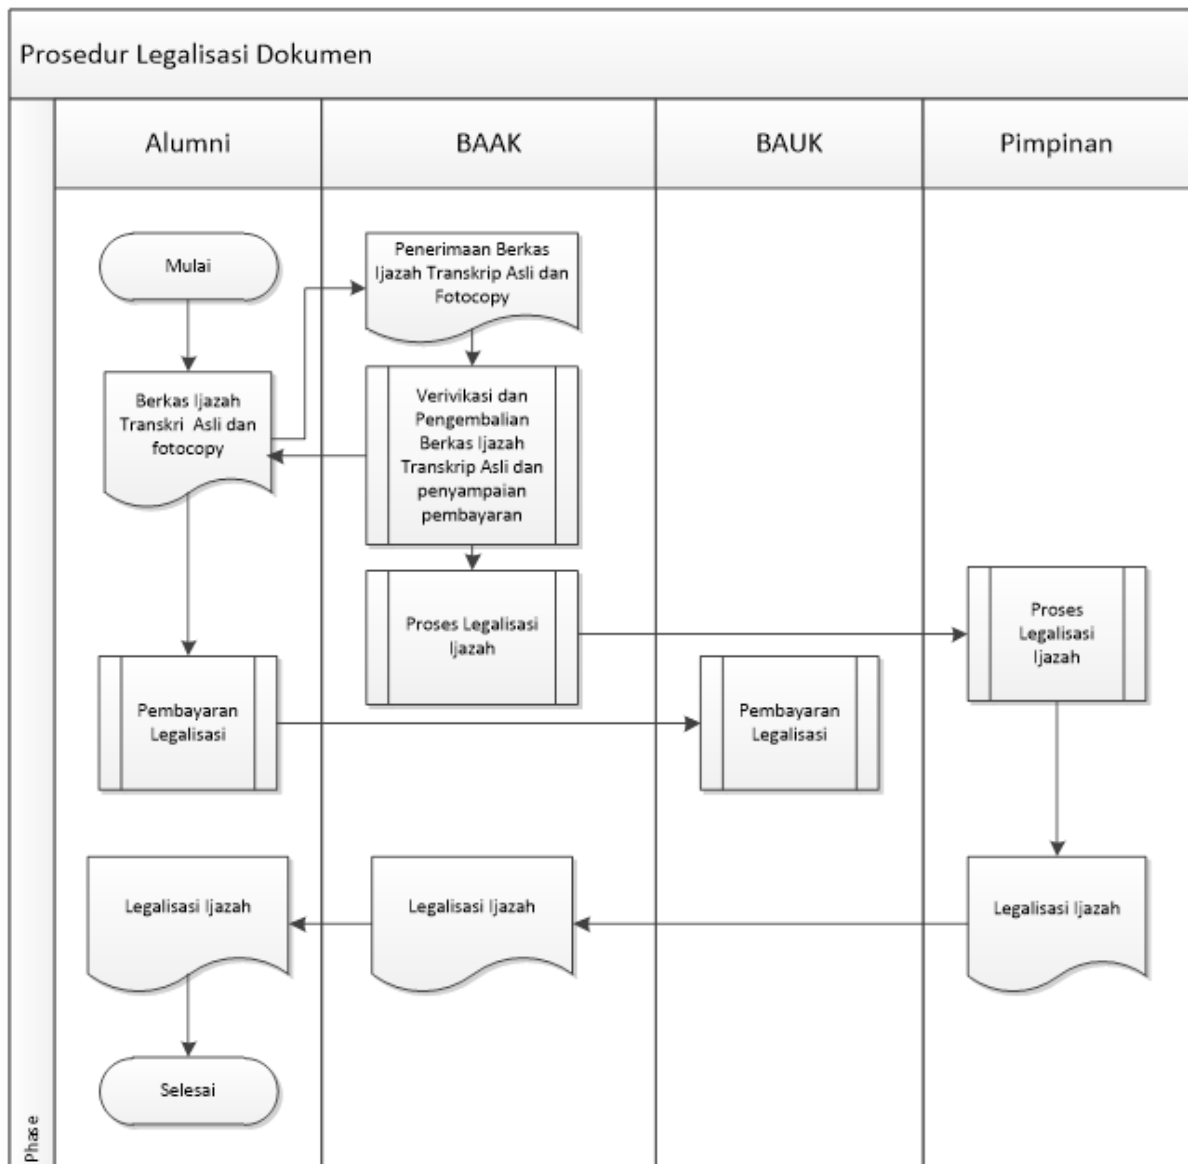 Prosedur Legalisasi Dokumen
Alumni
BAAK
BAUK
Pimpinan
Mulai
Penerimaan Berkas
Ijazah Transkrip Asli dan
Fotocopy
Berkas Ijazah
Transkri Asli dan
fotocopy
Verivikasi dan
Pengembalian
Berkas Ijazah
Transkrip Asli dan
penyampaian
pembayaran
Proses Legalisasi
Ijazah
Proses
Legalisasi
Ijazah
Pembayaran
Legalisasi
Pembayaran
Legalisasi
Legalisasi Ijazah
Legalisasi Ijazah
Legalisasi Ijazah
Selesai
Phase